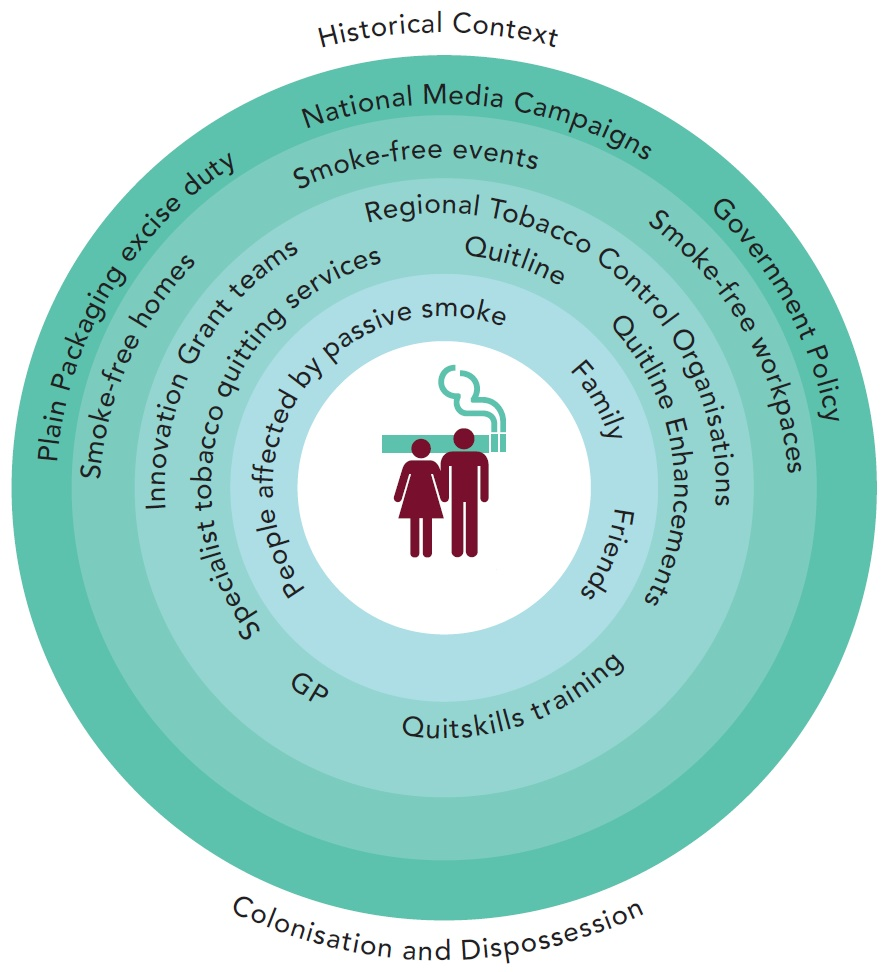 Historical Context
National Media Campaigns
Plain Packaging excise duty
Government Policy
Smoke-free events
Smoke-free homes
Smoke-free workpaces
Regional Tobacco Control Organisations
Innovation Grant teams
Quitline
Specialist tobacco quitting services
Quitline Enhancements
GP
Quitskills training
People affected by passive smoke
Family
Friends
Colonisation and Dispossession